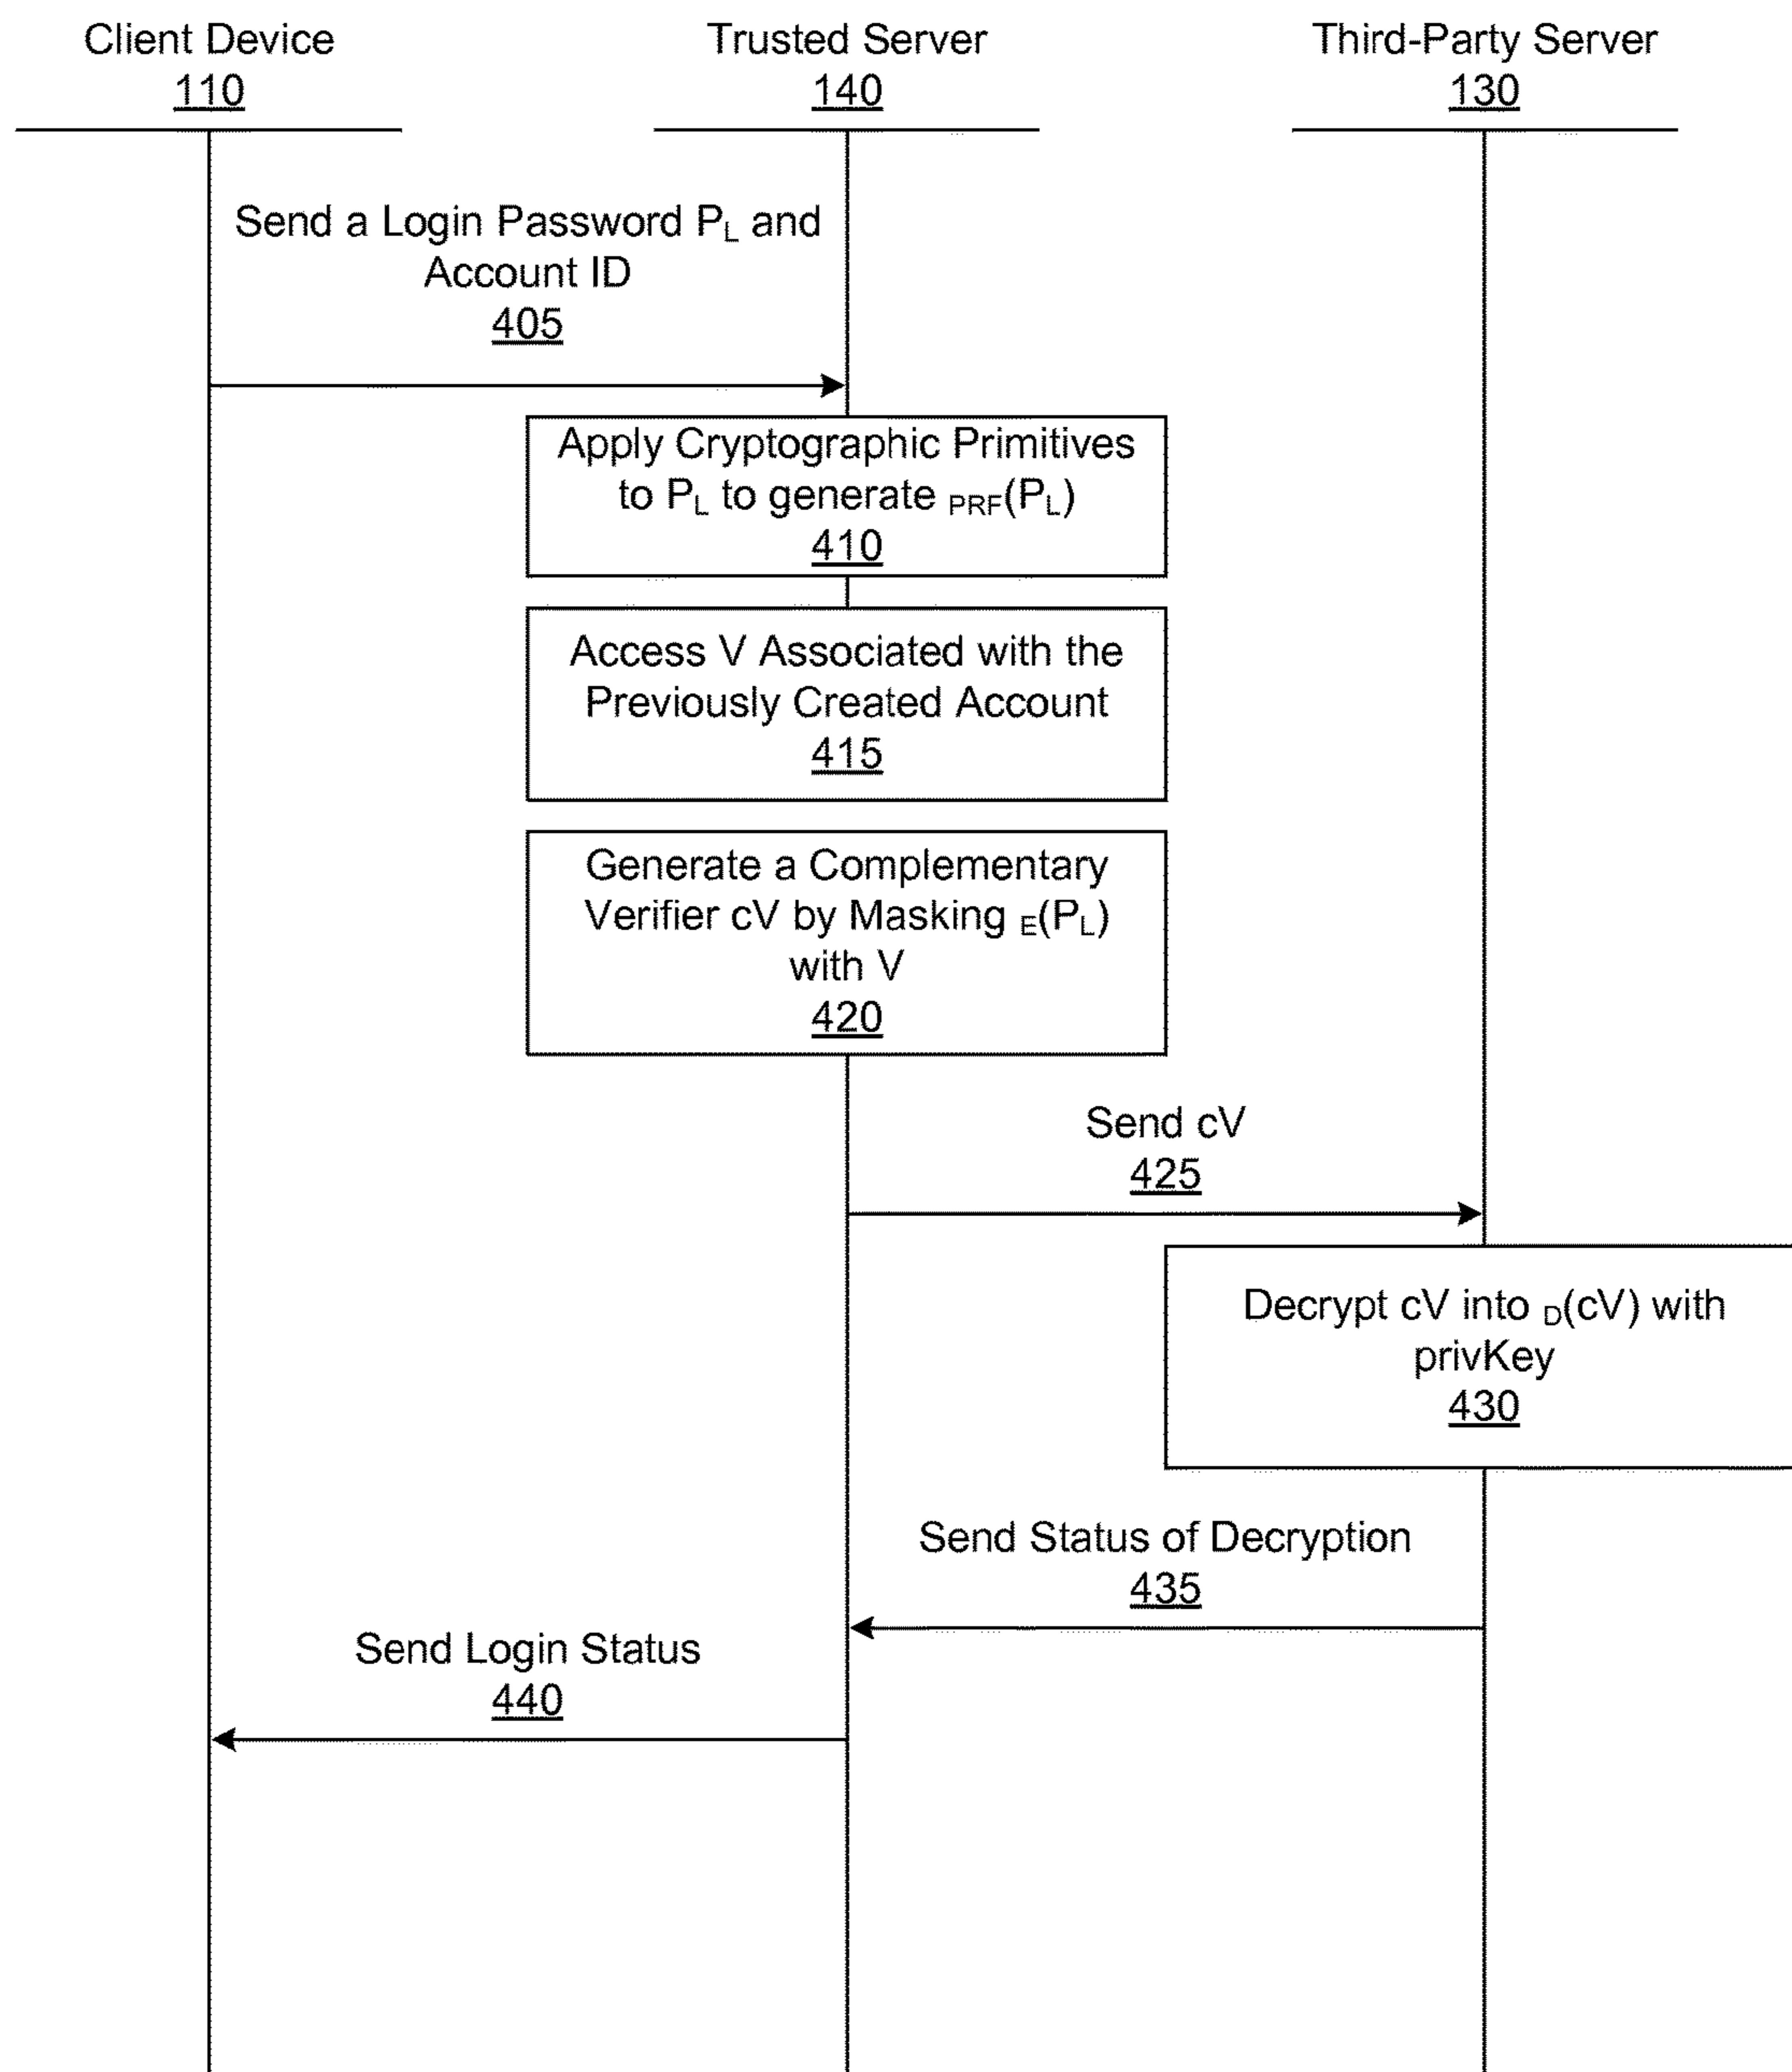 Client Device
110
Trusted Server
140
Third-Party Server
130
Send a Login Password PL and
Account ID
405
Apply Cryptographic Primitives
to PL to generate PRF(PL)
410
Access V Associated with the
Previously Created Account
415
Generate a Complementary
Verifier cV by Masking E(PL)
with V
420
Send cV
425
Decrypt cV into D(cV) with
privKey
430
Send Status of Decryption
435
Send Login Status
440